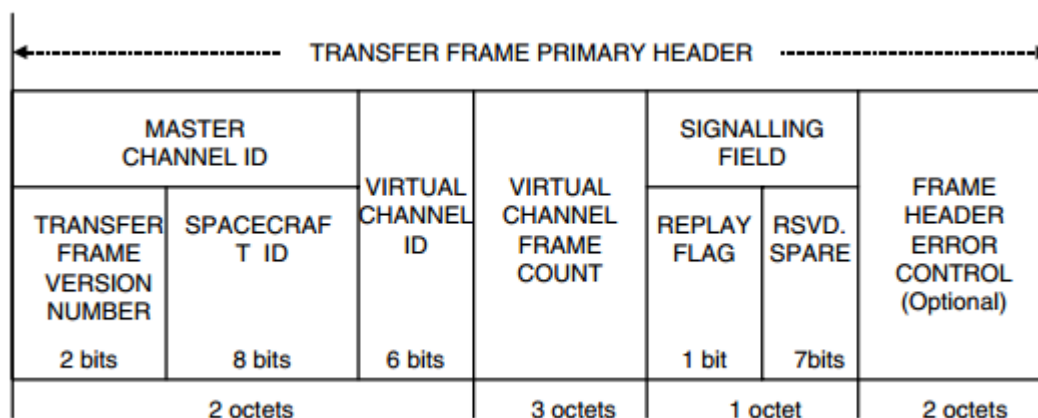 TRANSFER FRAME PRIMARY HEADER
MASTER
CHANNEL ID
TRANSFER
FRAME
VERSION
NUMBER
2 bits
SPACECRAF
T ID
8 bits
VIRTUAL
CHANNEL
ID
6 bits
VIRTUAL
CHANNEL
FRAME
COUNT
SIGNALLING
FIELD
REPLAY
FLAG
1 bit
RSVD.
SPARE
7bits
FRAME
HEADER
ERROR
CONTROL
(Optional)
2 octets
3 octets
1 octet
2 octets